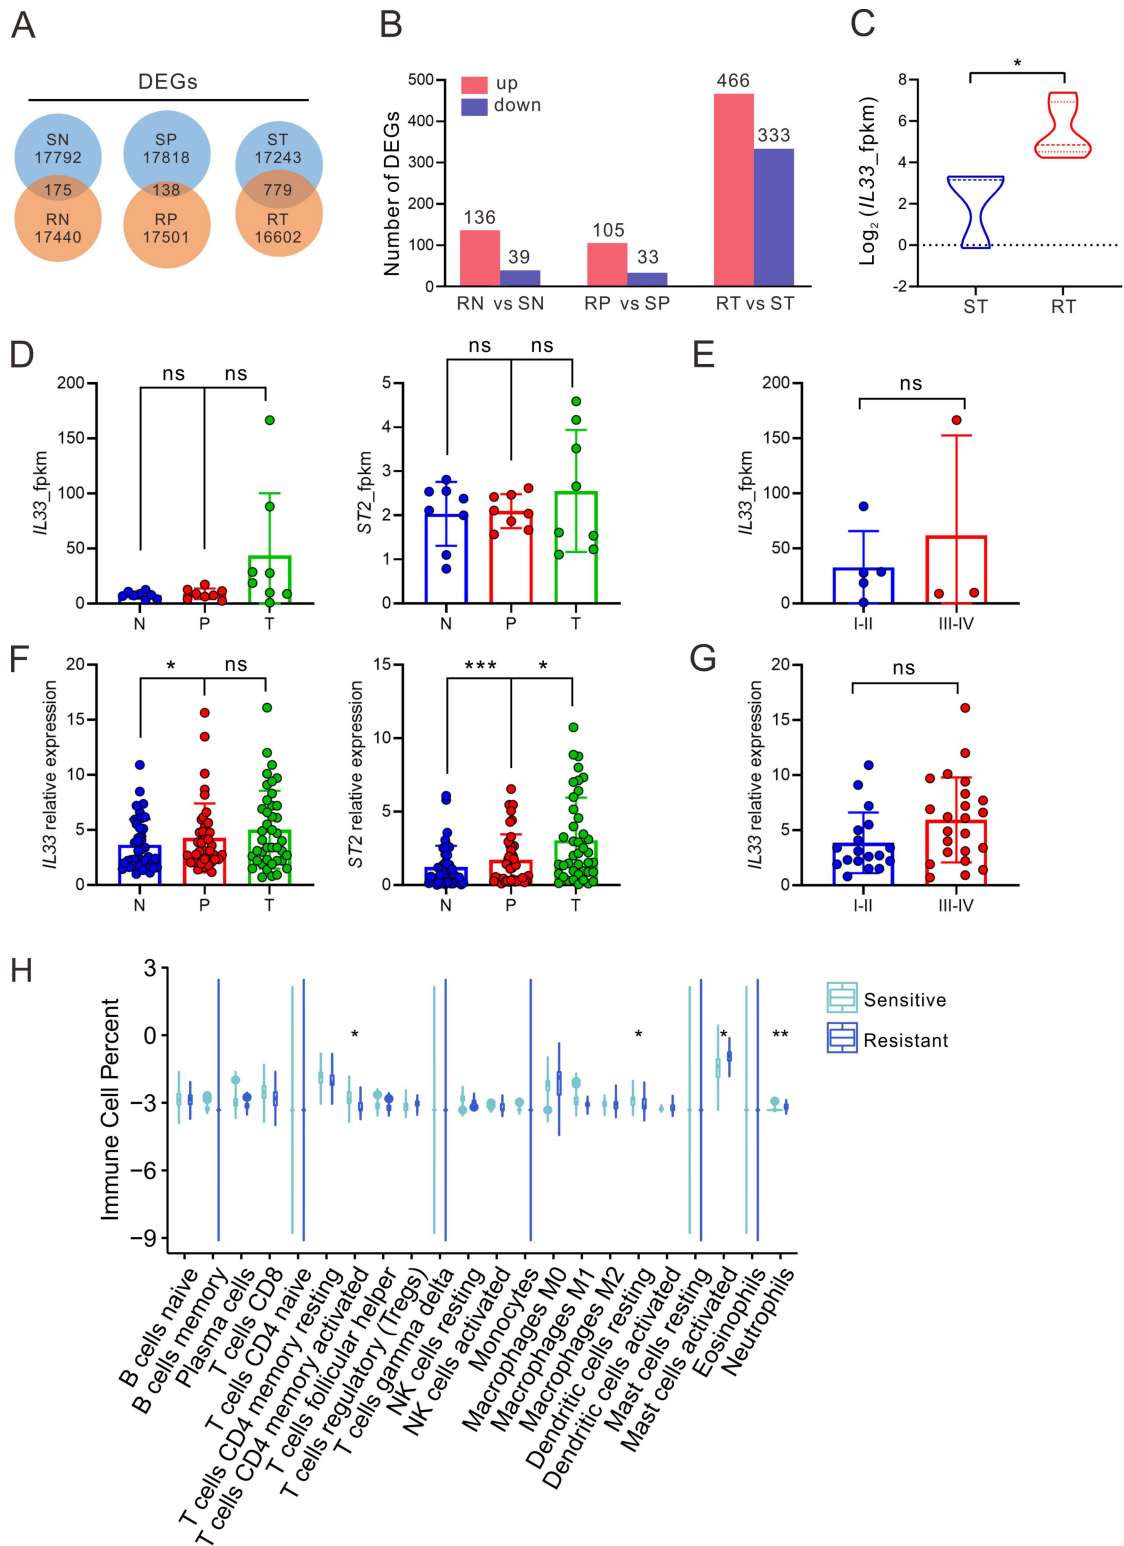 A
DEGs
SN
17792
175
RN
17440
SP
17818
138
RP
17501
ST
17243
779
RT
16602
B
Number of DEGs
500
400
300
200
100
0
up
down
136
39
105
33
466
333
RN vs SN
RP vs SP
RT vs ST
C
Log2 (IL33_fpkm)
8
6
4
2
0
-2
*
ST
RT
D
IL33_fpkm
200
150
100
50
0
ns
ns
N
P
T
ST2_fpkm
5
4
3
2
1
0
ns
ns
N
P
T
E
IL33_fpkm
200
150
100
50
0
ns
I-II
III-IV
F
IL33 relative expression
20
15
10
5
0
*
ns
N
P
T
ST2 relative expression
15
10
5
0
***
*
N
P
T
G
IL33 relative expression
20
15
10
5
0
ns
I-II
III-IV
H
Immune Cell Percent
3
0
-3
-6
-9
*
*
*
**
Sensitive
Resistant
B cells naive
B cells memory
Plasma cells
T cells CD8
T cells CD4 naive
T cells CD4 memory resting
T cells CD4 memory activated
T cells follicular helper
T cells regulatory (Tregs)
T cells gamma delta
NK cells resting
NK cells activated
Monocytes
Macrophages M0
Macrophages M1
Macrophages M2
Dendritic cells resting
Dendritic cells activated
Mast cells resting
Mast cells activated
Eosinophils
Neutrophils